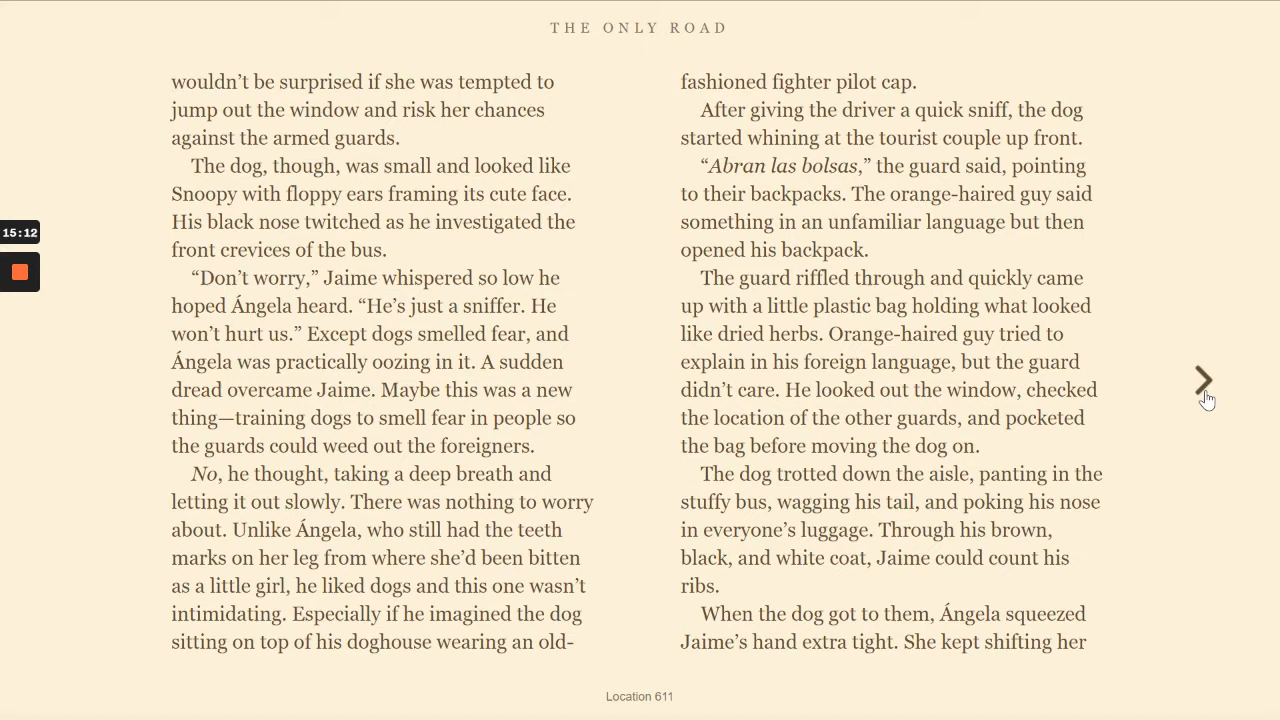 THE ONLY ROAD
wouldn’t be surprised if she was tempted to
jump out the window and risk her chances
against the armed guards.
The dog, though, was small and looked like
Snoopy with floppy ears framing its cute face.
His black nose twitched as he investigated the
front crevices of the bus.
“Don’t worry,” Jaime whispered so low he
hoped Ángela heard. “He’s just a sniffer. He
won’t hurt us.” Except dogs smelled fear, and
Ángela was practically oozing in it. A sudden
dread overcame Jaime. Maybe this was a new
thing—training dogs to smell fear in people so
the guards could weed out the foreigners.
No, he thought, taking a deep breath and
letting it out slowly. There was nothing to worry
about. Unlike Ángela, who still had the teeth
marks on her leg from where she’d been bitten
as a little girl, he liked dogs and this one wasn’t
intimidating. Especially if he imagined the dog
sitting on top of his doghouse wearing an old-
fashioned fighter pilot cap.
After giving the driver a quick sniff, the dog
started whining at the tourist couple up front.
“Abran las bolsas,” the guard said, pointing
to their backpacks. The orange-haired guy said
something in an unfamiliar language but then
opened his backpack.
The guard riffled through and quickly came
up with a little plastic bag holding what looked
like dried herbs. Orange-haired guy tried to
explain in his foreign language, but the guard
didn’t care. He looked out the window, checked
the location of the other guards, and pocketed
the bag before moving the dog on.
The dog trotted down the aisle, panting in the
stuffy bus, wagging his tail, and poking his nose
in everyone’s luggage. Through his brown,
black, and white coat, Jaime could count his
ribs.
When the dog got to them, Ángela squeezed
Jaime’s hand extra tight. She kept shifting her
15:12
Location 611